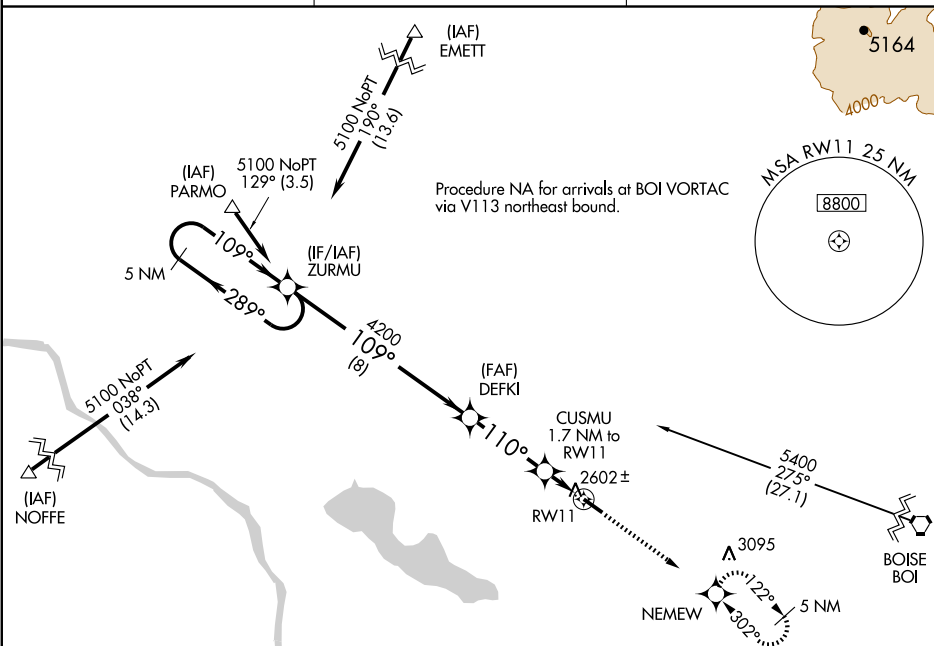 (IAF)
EMETT
5164
4000
5100 NoPT
190°
(13.6)
(IAF)
PARMO
5100 NoPT
129° (3.5)
Procedure NA for arrivals at BOI VORTAC
via V113 northeast bound.
MSA RW11 25 NM
8800
109°
(IF/IAF)
ZURMU
5 NM
289°
4200
109°
(8)
5100 NoPT
038°
(14.3)
(IAF)
NOFFE
(FAF)
DEFKI
110°
CUSMU
1.7 NM to
RW11
2602±
RW11
5400
275°
(27.1)
BOISE
BOI
3095
122°
5 NM
302°
NEMEW